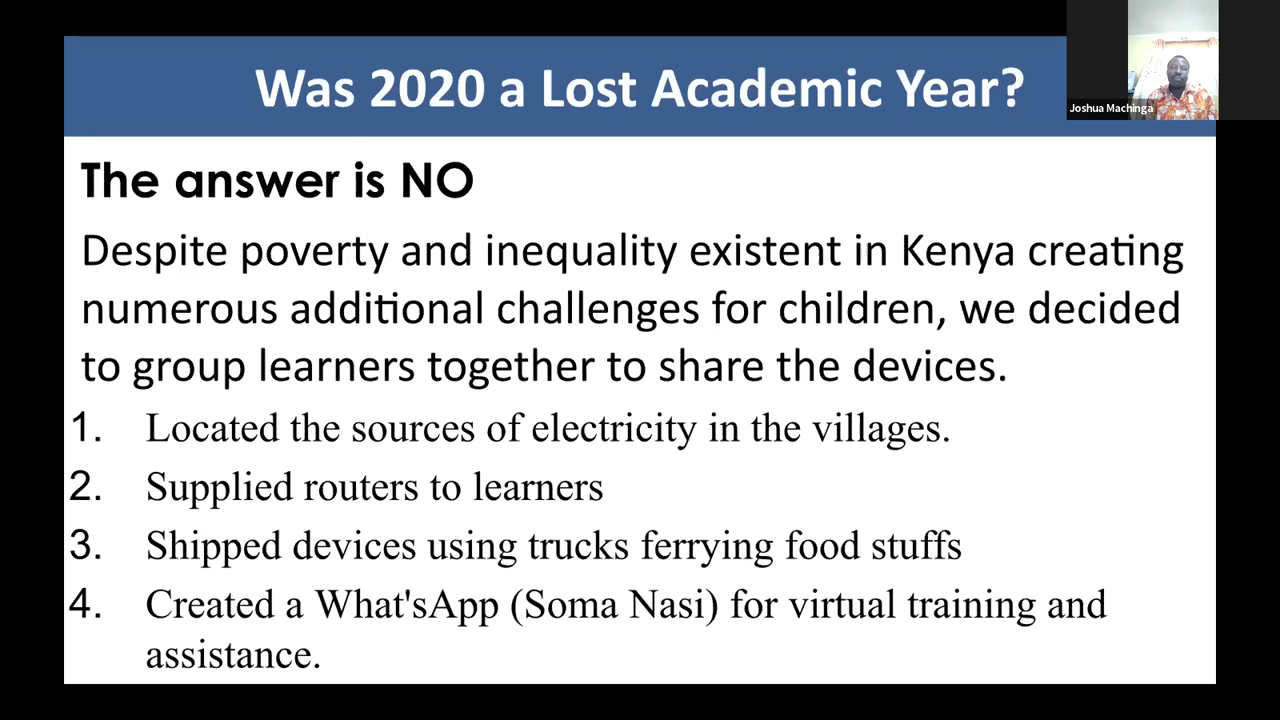 Was 2020 a Lost Academic Year?
Joshua Machinga
The answer is NO
Despite poverty and inequality existent in Kenya creating
numerous additional challenges for children, we decided
to group learners together to share the devices.
1. Located the sources of electricity in the villages.
2. Supplied routers to learners
3. Shipped devices using trucks ferrying food stuffs
4. Created a What'sApp (Soma Nasi) for virtual training and
assistance.